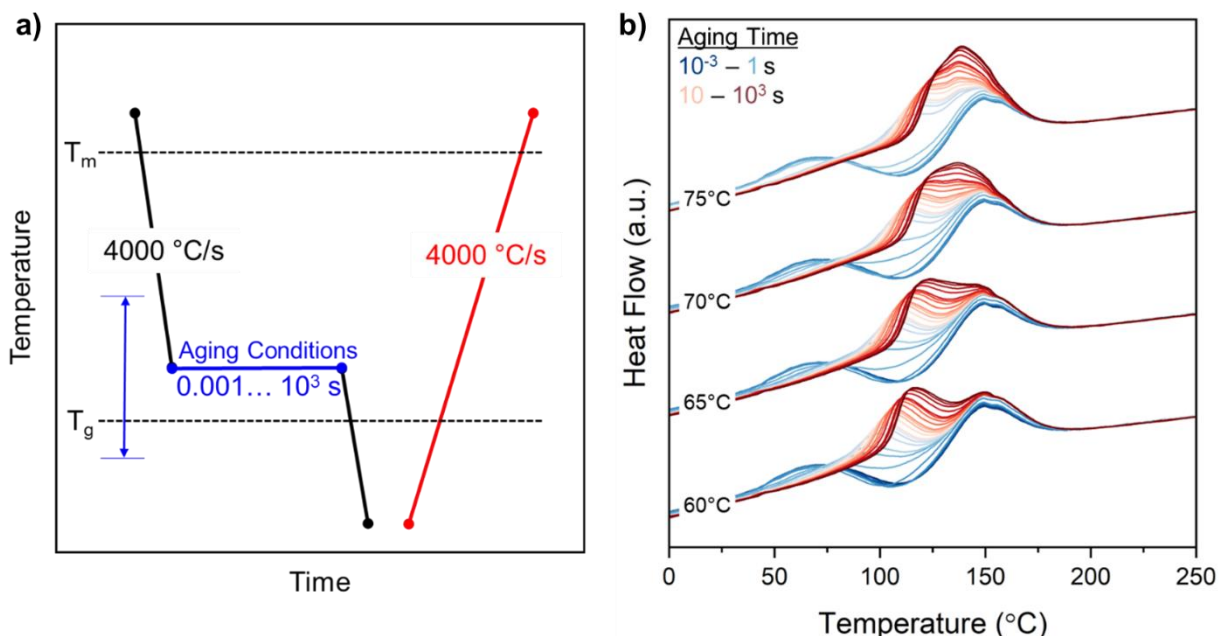 a)
Temperature
T_m
4000 °C/s
4000 °C/s
Aging Conditions
0.001... 10³ s
T_g
Time
b)
Aging Time
10⁻³ – 1 s
10 – 10³ s
Heat Flow (a.u.)
75°C
70°C
65°C
60°C
0 50 100 150 200 250
Temperature (°C)